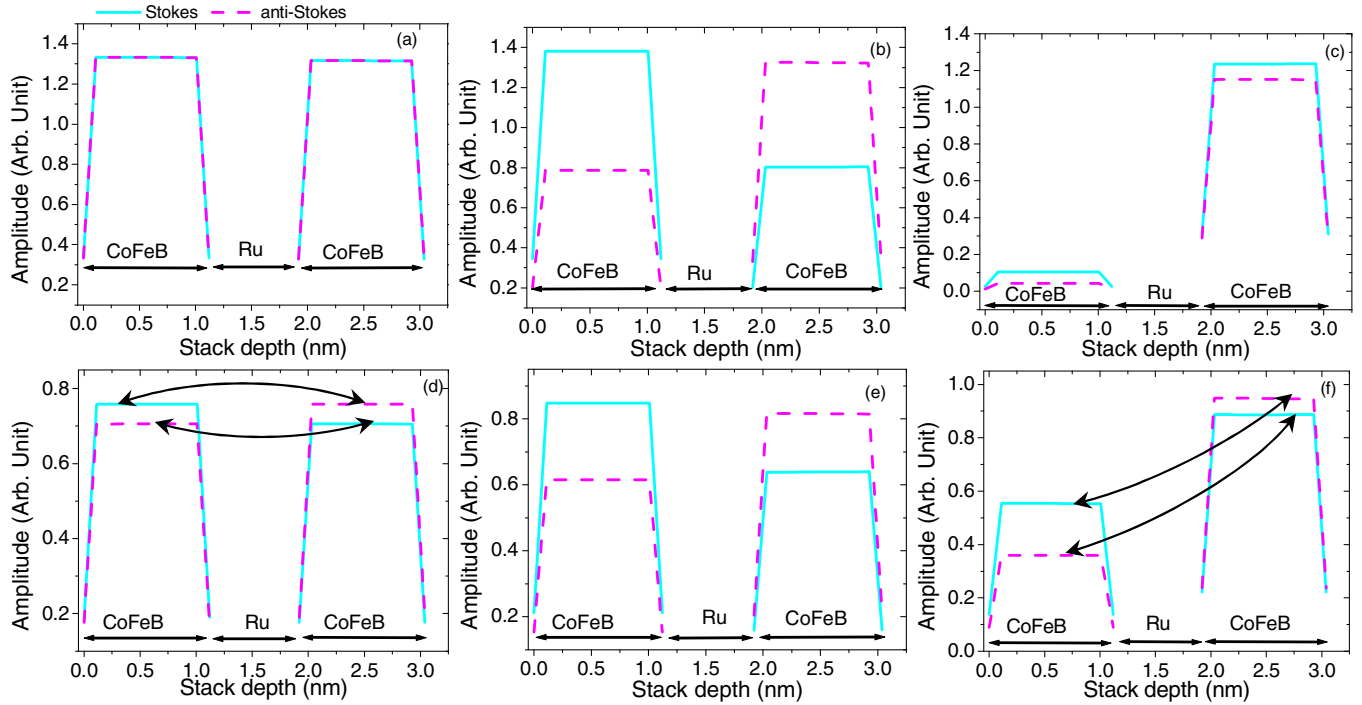 Stokes anti-Stokes
(a)
Amplitude (Arb. Unit)
1.4
1.2
1.0
0.8
0.6
0.4
0.2
CoFeB Ru CoFeB
0.0 0.5 1.0 1.5 2.0 2.5 3.0
Stack depth (nm)
(b)
Amplitude (Arb. Unit)
1.4
1.2
1.0
0.8
0.6
0.4
0.2
CoFeB Ru CoFeB
0.0 0.5 1.0 1.5 2.0 2.5 3.0
Stack depth (nm)
(c)
Amplitude (Arb. Unit)
1.4
1.2
1.0
0.8
0.6
0.4
0.2
0.0
CoFeB Ru CoFeB
0.0 0.5 1.0 1.5 2.0 2.5 3.0
Stack depth (nm)
(d)
Amplitude (Arb. Unit)
0.8
0.6
0.4
0.2
CoFeB Ru CoFeB
0.0 0.5 1.0 1.5 2.0 2.5 3.0
Stack depth (nm)
(e)
Amplitude (Arb. Unit)
0.8
0.6
0.4
0.2
CoFeB Ru CoFeB
0.0 0.5 1.0 1.5 2.0 2.5 3.0
Stack depth (nm)
(f)
Amplitude (Arb. Unit)
1.0
0.8
0.6
0.4
0.2
0.0
CoFeB Ru CoFeB
0.0 0.5 1.0 1.5 2.0 2.5 3.0
Stack depth (nm)